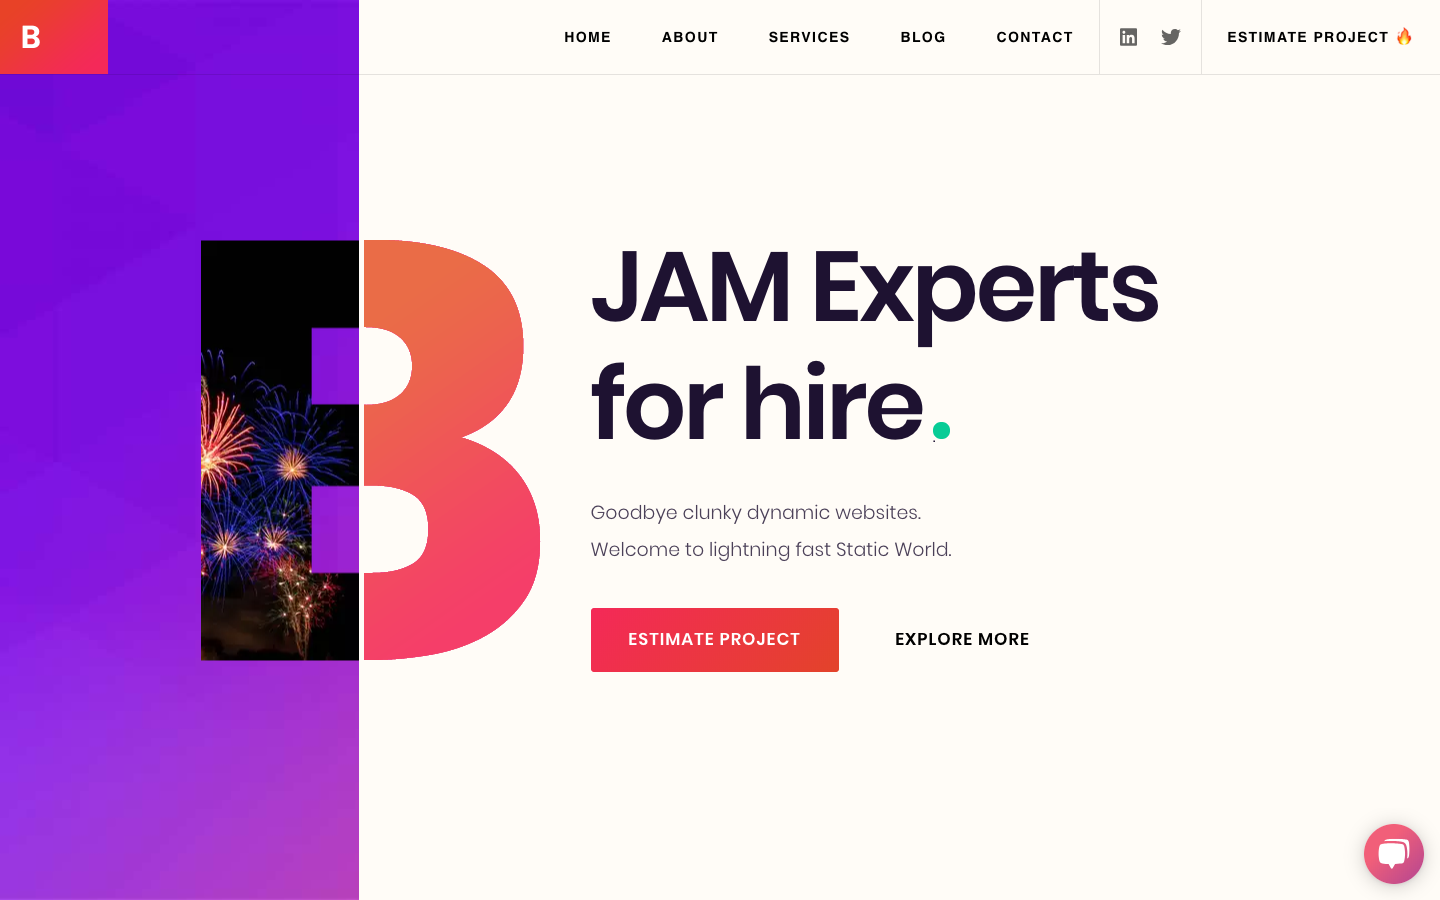 B
HOME ABOUT SERVICES BLOG CONTACT ESTIMATE PROJECT 🔥
B
JAM Experts
for hire.
Goodbye clunky dynamic websites.
Welcome to lightning fast Static World.
ESTIMATE PROJECT EXPLORE MORE